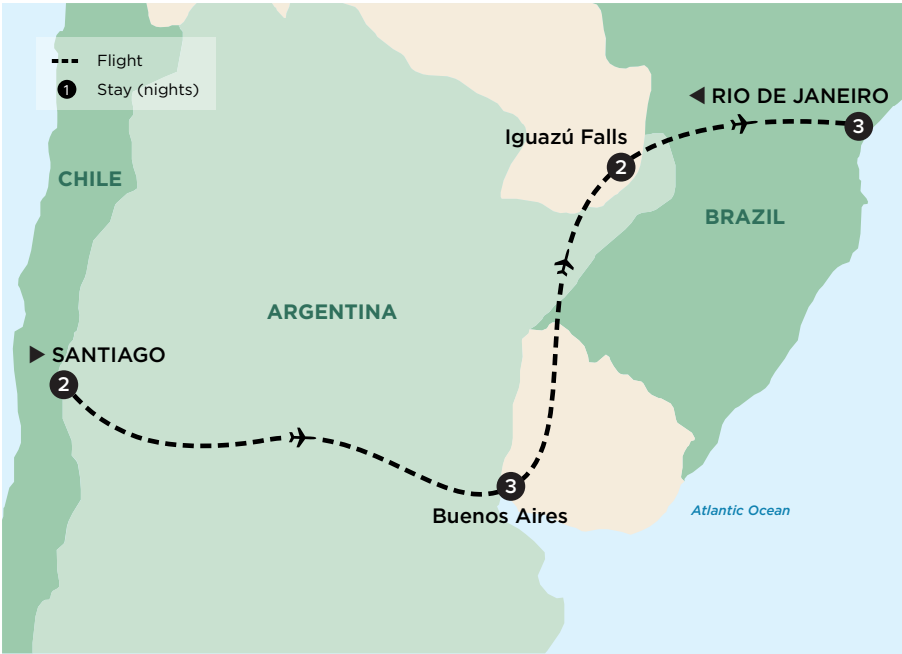 Flight
1 Stay (nights)
RIO DE JANEIRO
3
Iguazú Falls
2
CHILE
BRAZIL
ARGENTINA
SANTIAGO
2
3
Buenos Aires
Atlantic Ocean